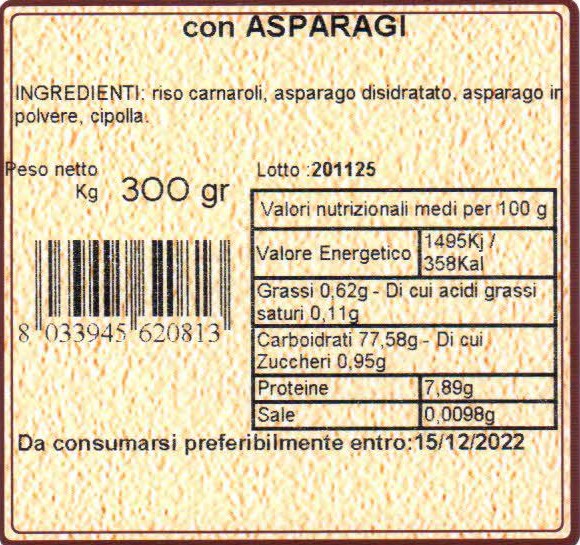 con ASPARAGI
INGREDIENTI: riso carnaroli, asparago disidratato, asparago in
polvere, cipolla.
Peso netto
Kg 300 gr
Lotto :201125
Valori nutrizionali medi per 100 g
Valore Energetico 1495Kj /
358Kal
Grassi 0,62g - Di cui acidi grassi
saturi 0,11g
Carboidrati 77,58g - Di cui
Zuccheri 0,95g
Proteine 7,89g
Sale 0,0098g
8 033945 620813
Da consumarsi preferibilmente entro:15/12/2022